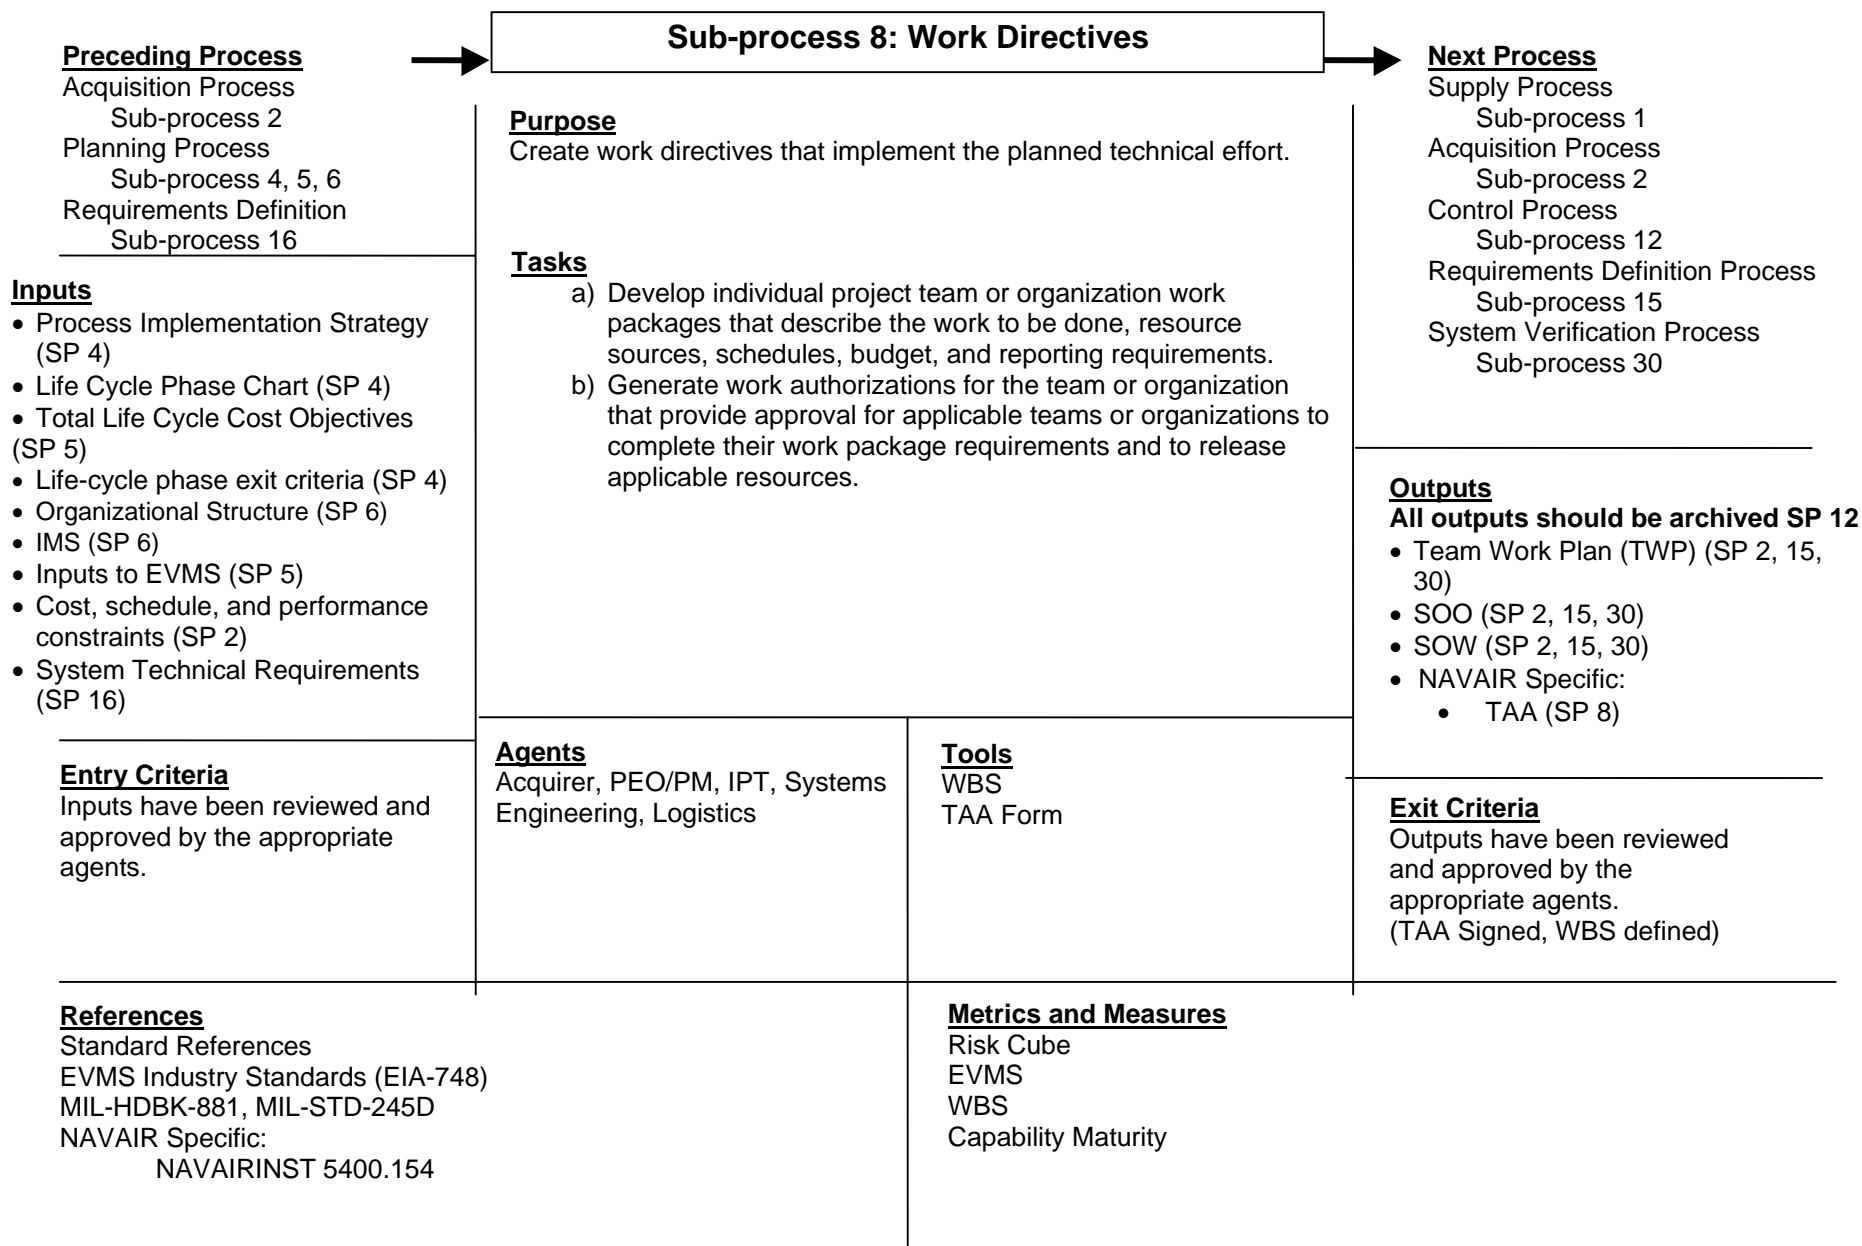 Sub-process 8: Work Directives
Preceding Process
Acquisition Process
Sub-process 2
Planning Process
Sub-process 4, 5, 6
Requirements Definition
Sub-process 16
Inputs
• Process Implementation Strategy
(SP 4)
• Life Cycle Phase Chart (SP 4)
• Total Life Cycle Cost Objectives
(SP 5)
• Life-cycle phase exit criteria (SP 4)
• Organizational Structure (SP 6)
• IMS (SP 6)
• Inputs to EVMS (SP 5)
• Cost, schedule, and performance
constraints (SP 2)
• System Technical Requirements
(SP 16)
Entry Criteria
Inputs have been reviewed and
approved by the appropriate
agents.
Purpose
Create work directives that implement the planned technical effort.
Tasks
a) Develop individual project team or organization work
packages that describe the work to be done, resource
sources, schedules, budget, and reporting requirements.
b) Generate work authorizations for the team or organization
that provide approval for applicable teams or organizations to
complete their work package requirements and to release
applicable resources.
Agents
Acquirer, PEO/PM, IPT, Systems
Engineering, Logistics
Tools
WBS
TAA Form
Next Process
Supply Process
Sub-process 1
Acquisition Process
Sub-process 2
Control Process
Sub-process 12
Requirements Definition Process
Sub-process 15
System Verification Process
Sub-process 30
Outputs
All outputs should be archived SP 12
• Team Work Plan (TWP) (SP 2, 15,
30)
• SOO (SP 2, 15, 30)
• SOW (SP 2, 15, 30)
• NAVAIR Specific:
• TAA (SP 8)
Exit Criteria
Outputs have been reviewed
and approved by the
appropriate agents.
(TAA Signed, WBS defined)
References
Standard References
EVMS Industry Standards (EIA-748)
MIL-HDBK-881, MIL-STD-245D
NAVAIR Specific:
NAVAIRINST 5400.154
Metrics and Measures
Risk Cube
EVMS
WBS
Capability Maturity